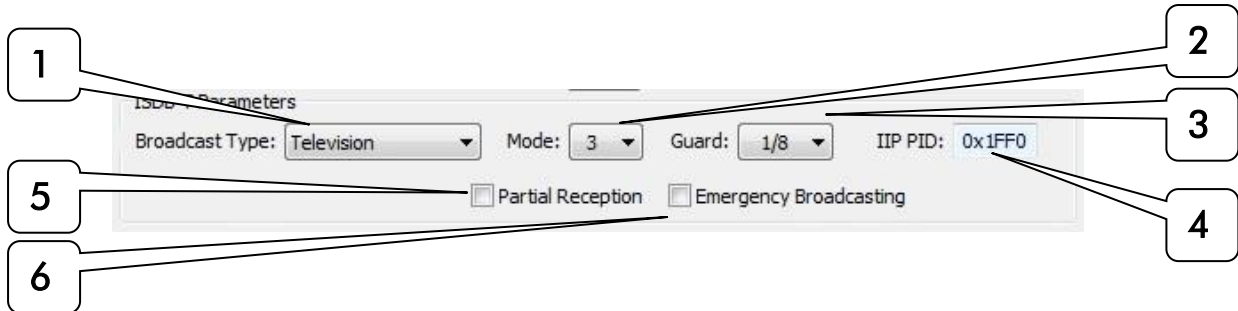 1
2
3
4
5
6
Parameters
Broadcast Type: Television Mode: 3 Guard: 1/8 IIP PID: 0x1FF0
Partial Reception Emergency Broadcasting